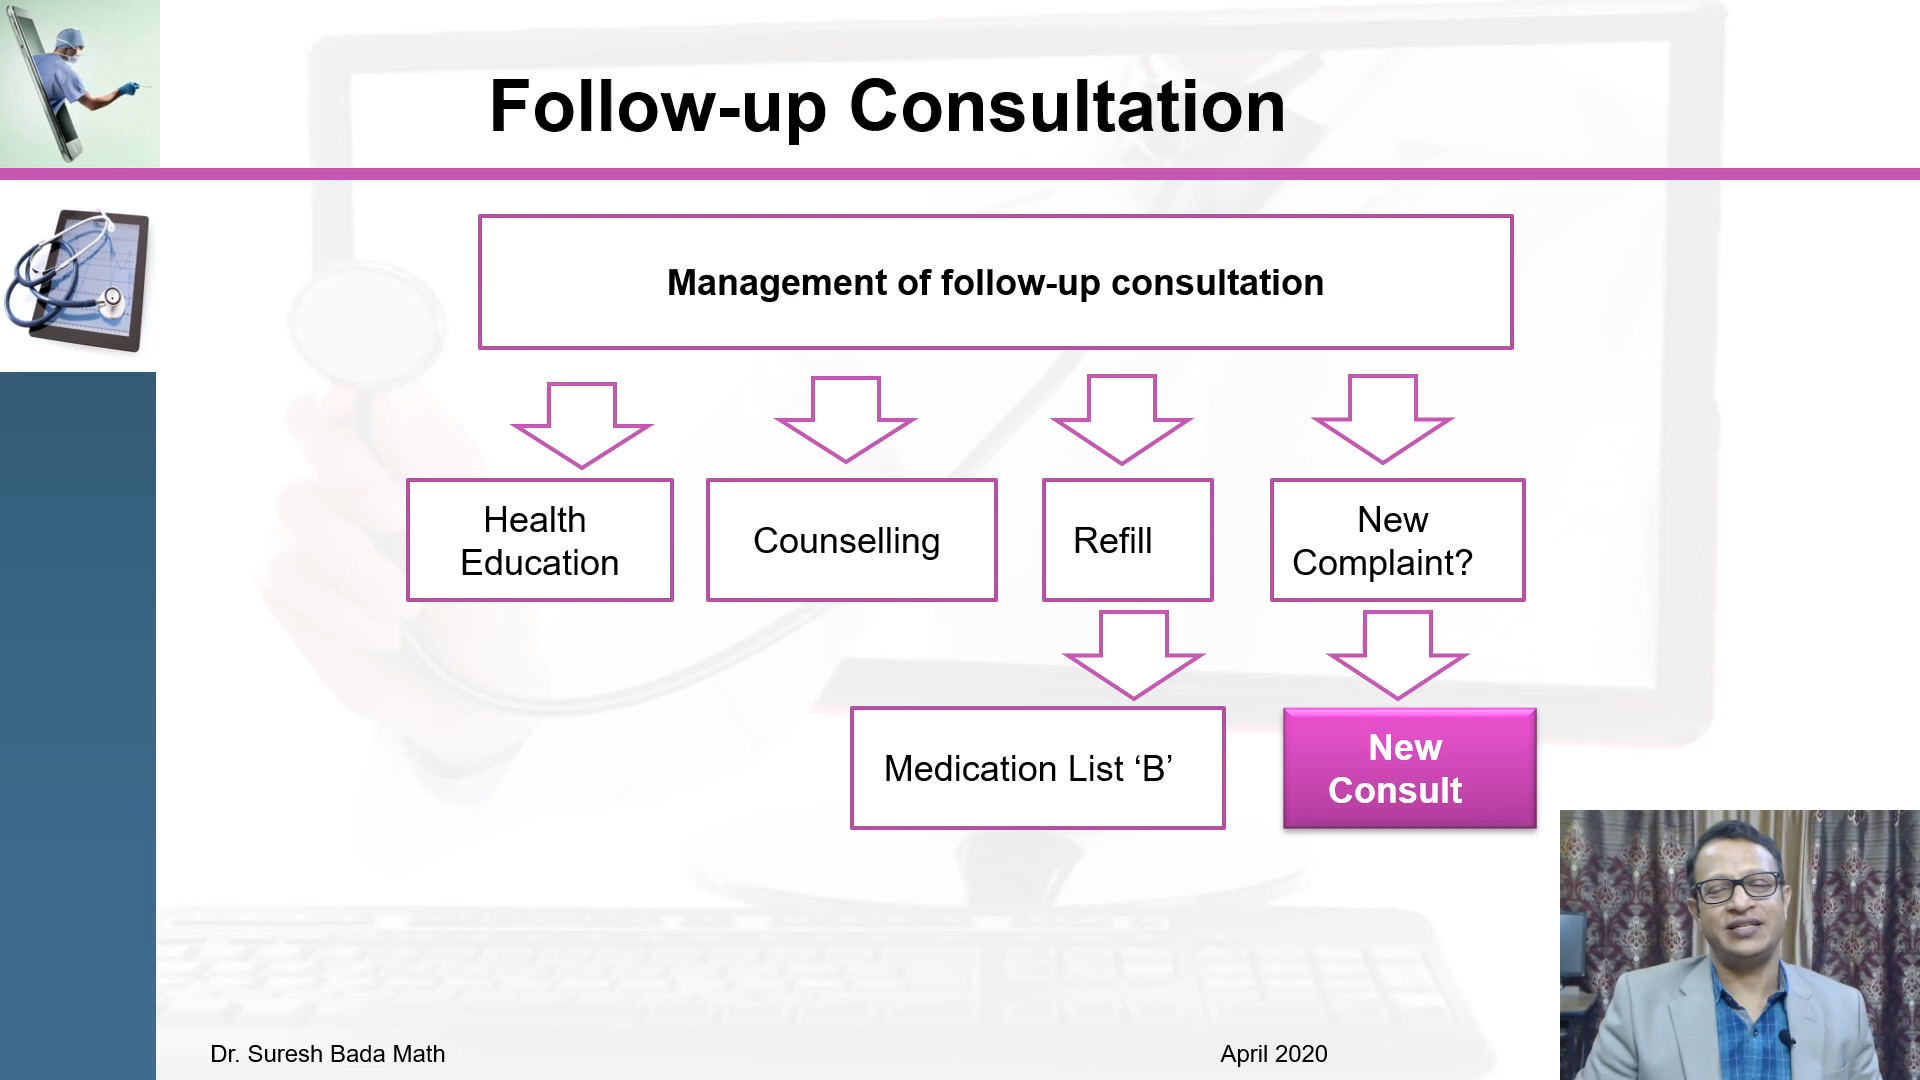 Follow-up Consultation
Management of follow-up consultation
Health
Education
Counselling
Refill
New
Complaint?
Medication List ‘B’
New
Consult
Dr. Suresh Bada Math
April 2020